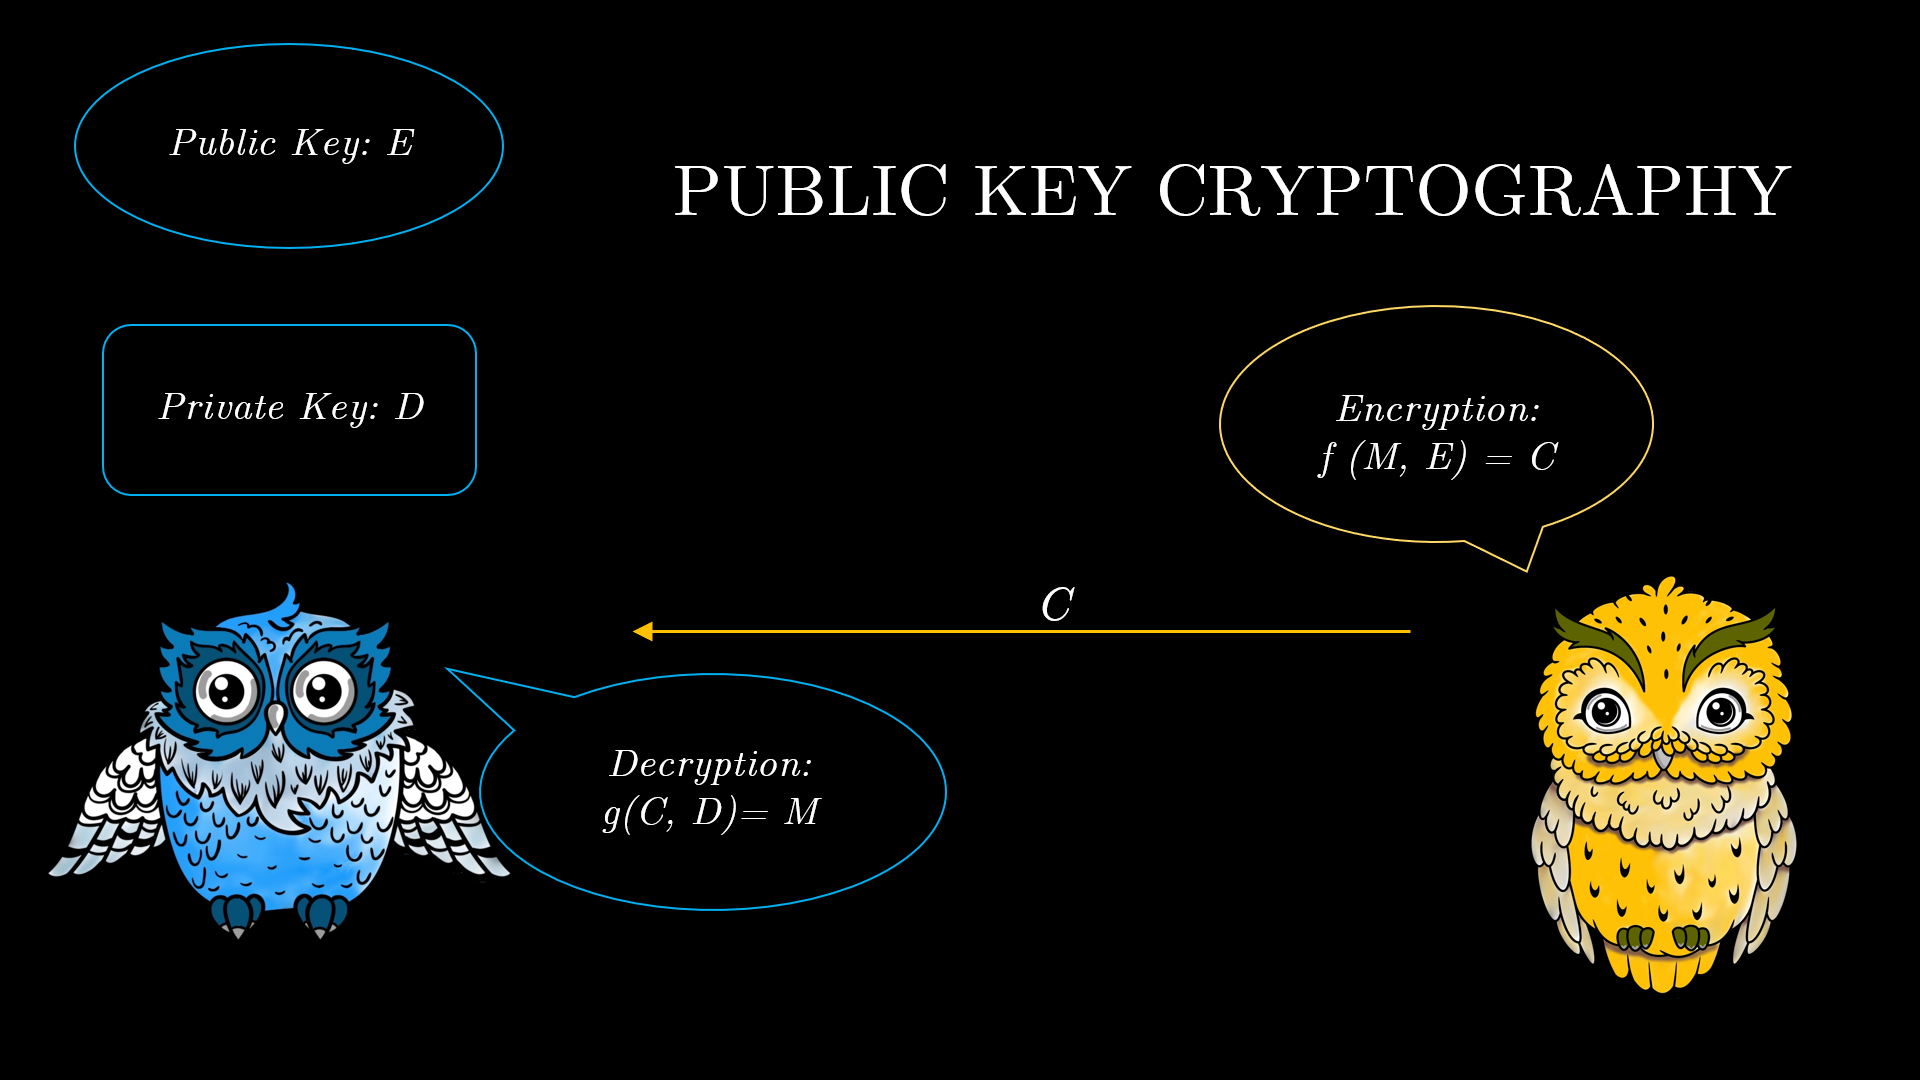 Public Key: E
PUBLIC KEY CRYPTOGRAPHY
Private Key: D
Encryption:
f (M, E) = C
C
Decryption:
g(C, D)= M